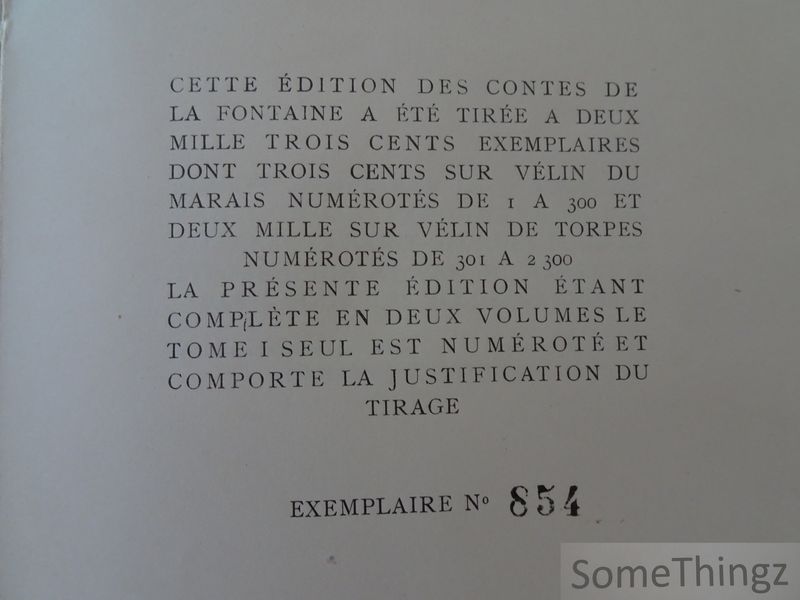 CETTE ÉDITION DES CONTES DE
LA FONTAINE A ÉTÉ TIRÉE A DEUX
MILLE TROIS CENTS EXEMPLAIRES
DONT TROIS CENTS SUR VÉLIN DU
MARAIS NUMÉROTÉS DE 1 A 300 ET
DEUX MILLE SUR VÉLIN DE TORPES
NUMÉROTÉS DE 301 A 2 300
LA PRÉSENTE ÉDITION ÉTANT
COMPLÈTE EN DEUX VOLUMES LE
TOME I SEUL EST NUMÉROTÉ ET
COMPORTE LA JUSTIFICATION DU
TIRAGE
EXEMPLAIRE Nº 854
SomeThingz